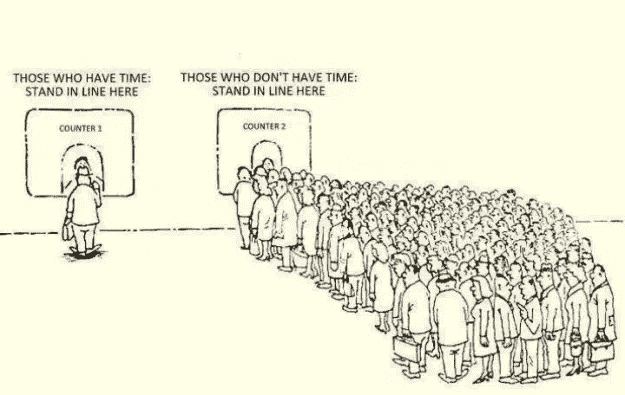 THOSE WHO HAVE TIME:
STAND IN LINE HERE
COUNTER 1
THOSE WHO DON'T HAVE TIME:
STAND IN LINE HERE
COUNTER 2